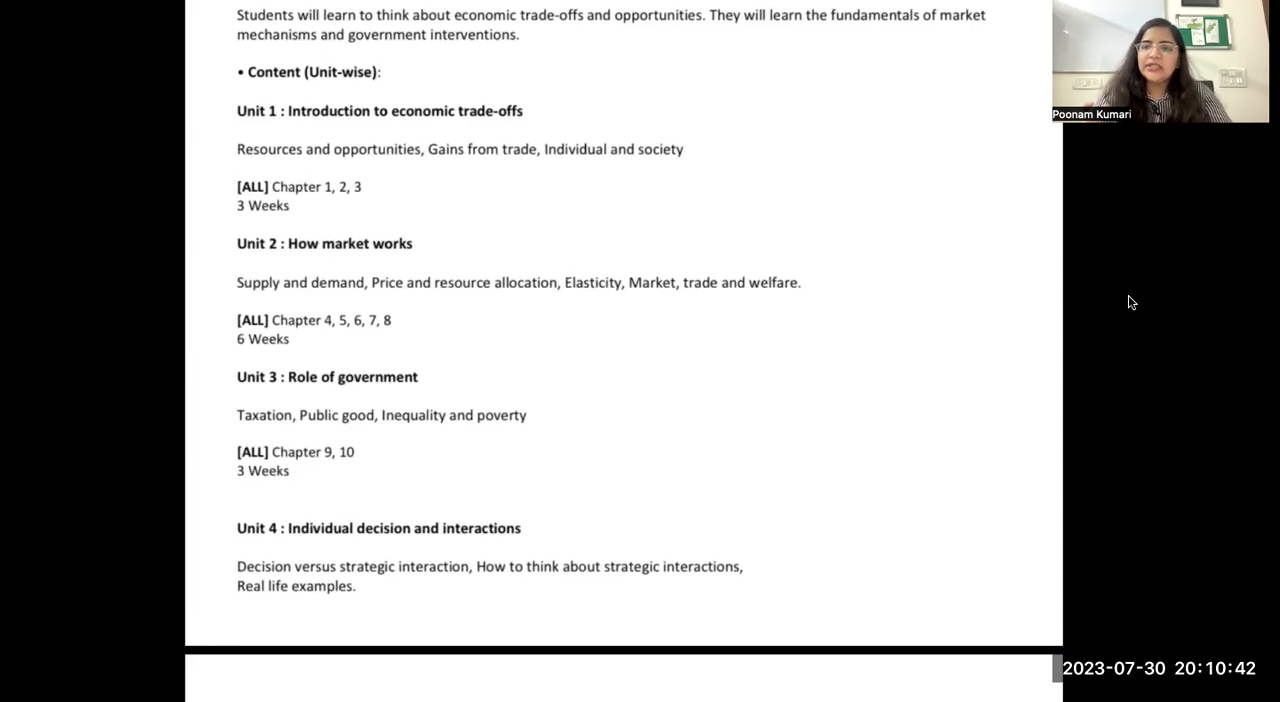 Students will learn to think about economic trade-offs and opportunities. They will learn the fundamentals of market
mechanisms and government interventions.
• Content (Unit-wise):
Unit 1 : Introduction to economic trade-offs
Resources and opportunities, Gains from trade, Individual and society
[ALL] Chapter 1, 2, 3
3 Weeks
Unit 2 : How market works
Supply and demand, Price and resource allocation, Elasticity, Market, trade and welfare.
[ALL] Chapter 4, 5, 6, 7, 8
6 Weeks
Unit 3 : Role of government
Taxation, Public good, Inequality and poverty
[ALL] Chapter 9, 10
3 Weeks
Unit 4 : Individual decision and interactions
Decision versus strategic interaction, How to think about strategic interactions,
Real life examples.
Poonam Kumari
2023-07-30 20:10:42